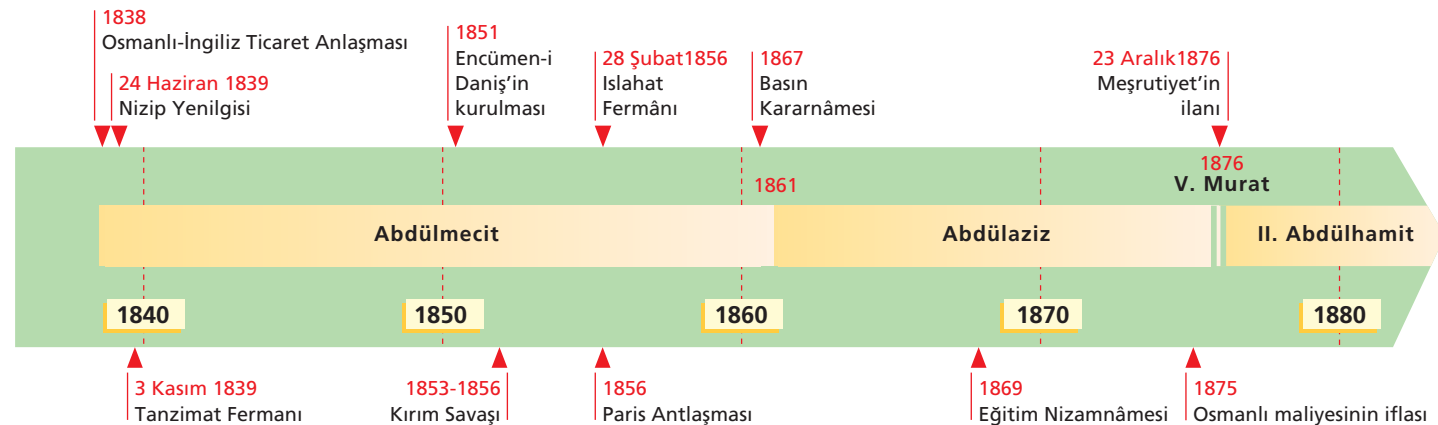 1838
Osmanlı-İngiliz Ticaret Anlaşması
24 Haziran 1839
Nizip Yenilgisi
1851
Encümen-i
Daniş'in
kurulması
28 Şubat1856
Islahat
Fermânı
1867
Basın
Kararnâmesi
23 Aralık1876
Meşrutiyet'in
ilanı
1861
1876
V. Murat
Abdülmecit
Abdülaziz
II. Abdülhamit
1840
1850
1860
1870
1880
3 Kasım 1839
Tanzimat Fermanı
1853-1856
Kırım Savaşı
1856
Paris Antlaşması
1869
Eğitim Nizamnâmesi
1875
Osmanlı maliyesinin iflası